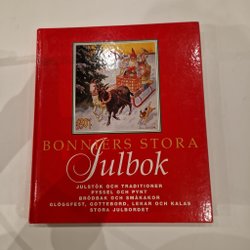 BONNIERS STORA
Julbok
JULSTÖK OCH TRADITIONER
PYSSEL OCH PYNT
BRÖDBAK OCH SMÅKAKOR
GLÖGGFEST, GOTTEBORD, LEKAR OCH KALAS
STORA JULBORDET